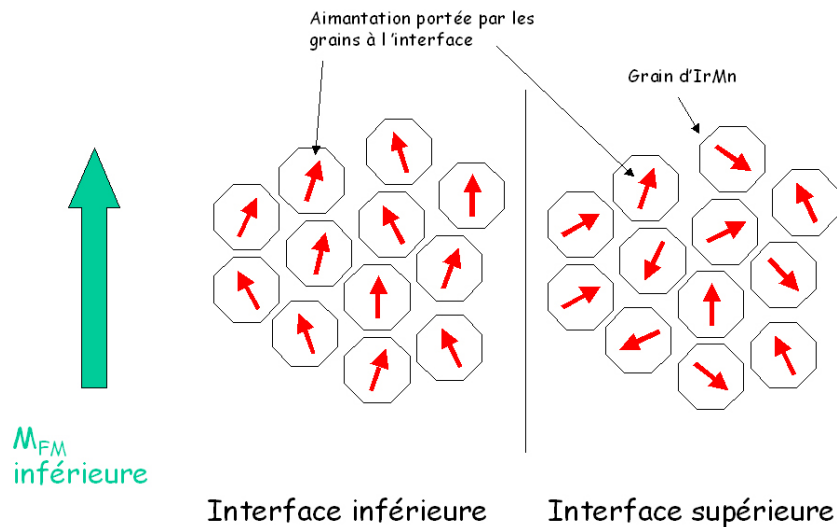 Aimantation portée par les
grains à l'interface
Grain d'IrMn
MFM
inférieure
Interface inférieure
Interface supérieure